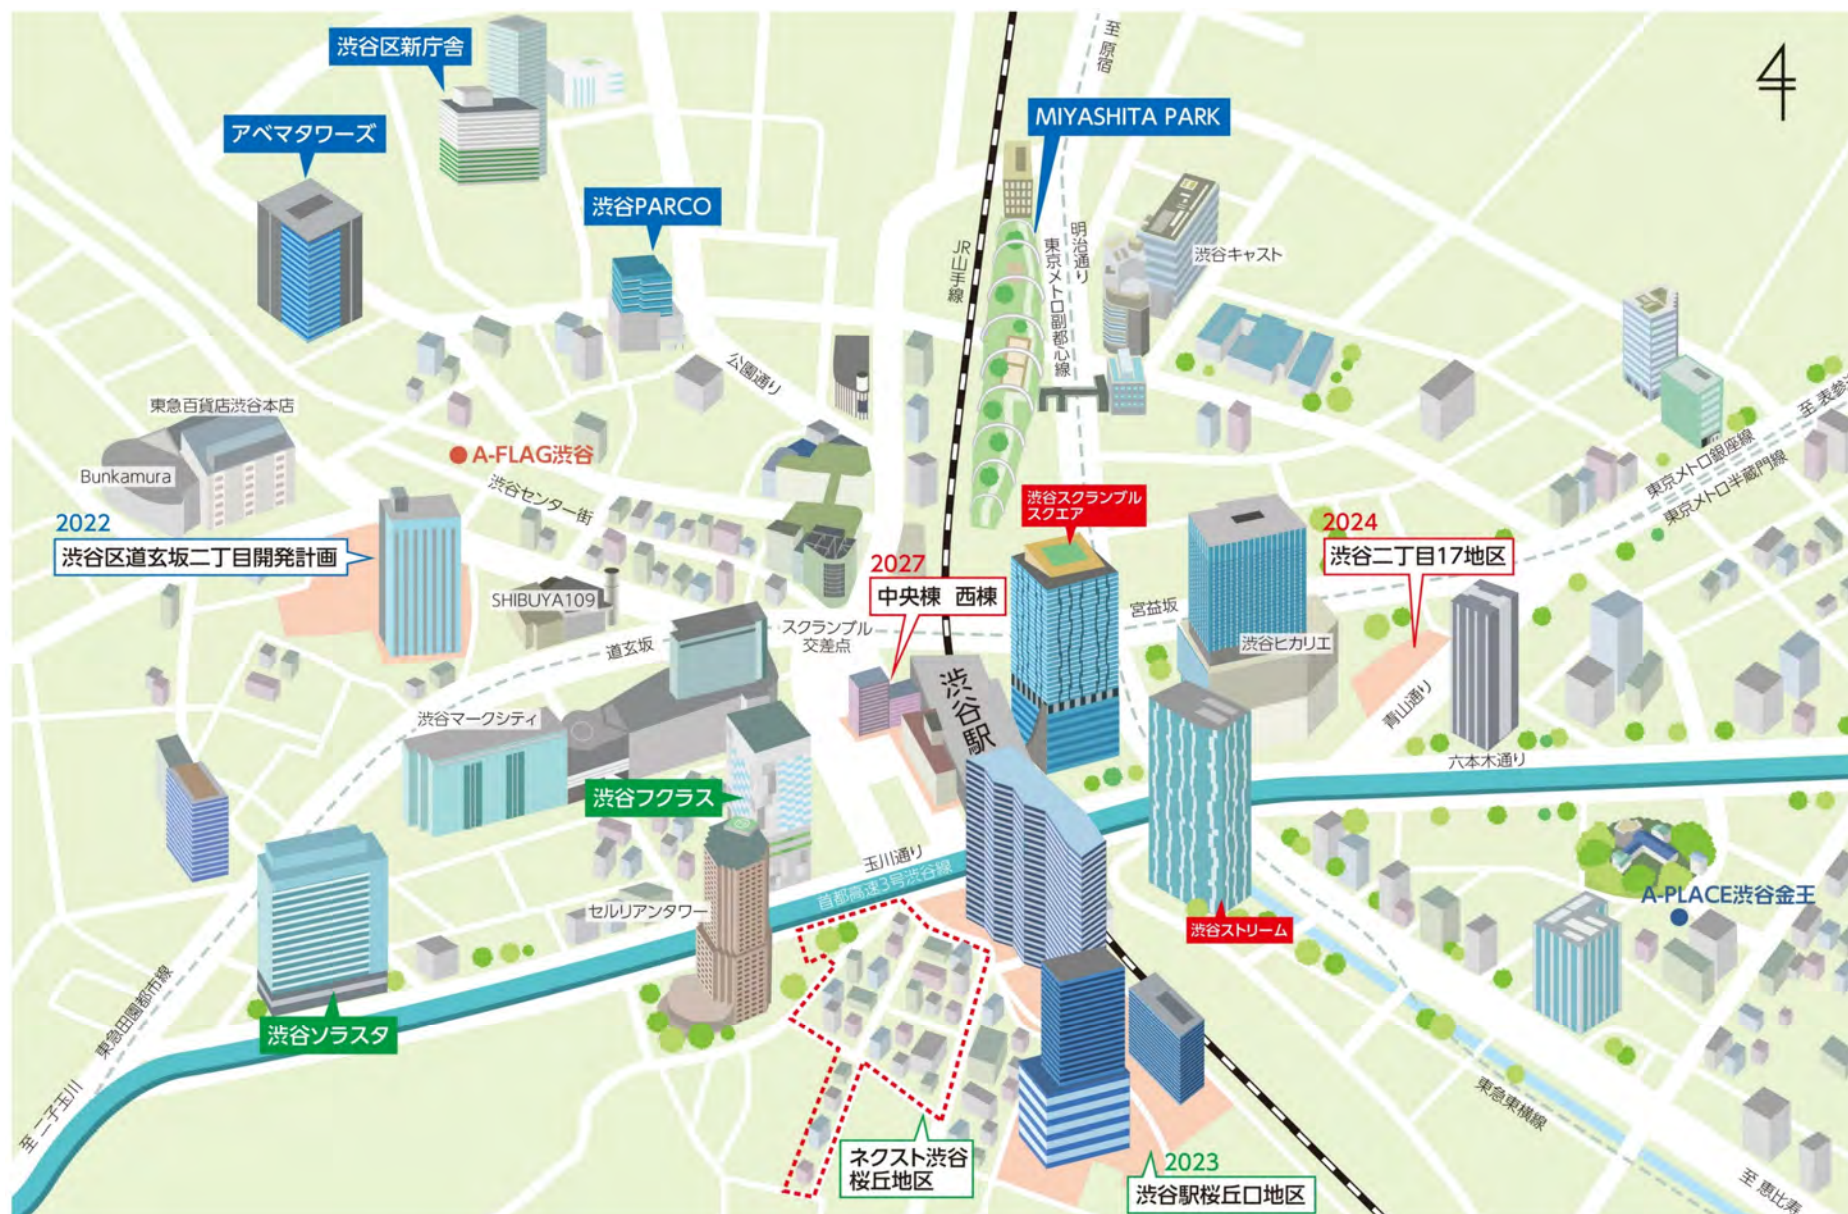 渋谷区新庁舎
至 原宿
アベマタワーズ
MIYASHITA PARK
渋谷PARCO
JR山手線
東京メトロ副都心線
明治通り
渋谷キャスト
公園通り
東急百貨店渋谷本店
Bunkamura
A-FLAG渋谷
渋谷センター街
至 表参
東京メトロ銀座線
東京メトロ半蔵門線
渋谷スクランブル
スクエア
2022
渋谷区道玄坂二丁目開発計画
2024
渋谷二丁目17地区
2027
中央棟 西棟
SHIBUYA109
スクランブル
交差点
宮益坂
道玄坂
渋谷ヒカリエ
渋谷駅
青山通り
渋谷マークシティ
六本木通り
渋谷フクラス
玉川通り
首都高速3号渋谷線
A-PLACE渋谷金王
セルリアンタワー
渋谷ストリーム
東急田園都市線
渋谷ソラスタ
至 二子玉川
東急東横線
ネクスト渋谷
桜丘地区
2023
渋谷駅桜丘口地区
至 恵比寿